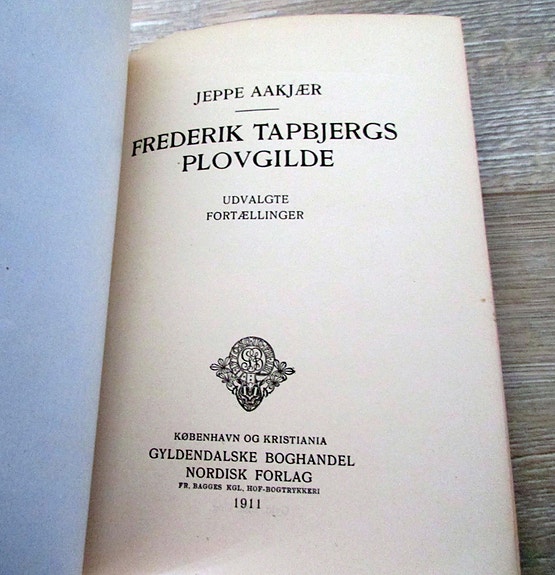 JEPPE AAKJÆR
FREDERIK TAPBJERGS
PLOVGILDE
UDVALGTE
FORTÆLLINGER
KØBENHAVN OG KRISTIANIA
GYLDENDALSKE BOGHANDEL
NORDISK FORLAG
FR. BAGGES KGL. HOF-BOGTRYKKERI
1911